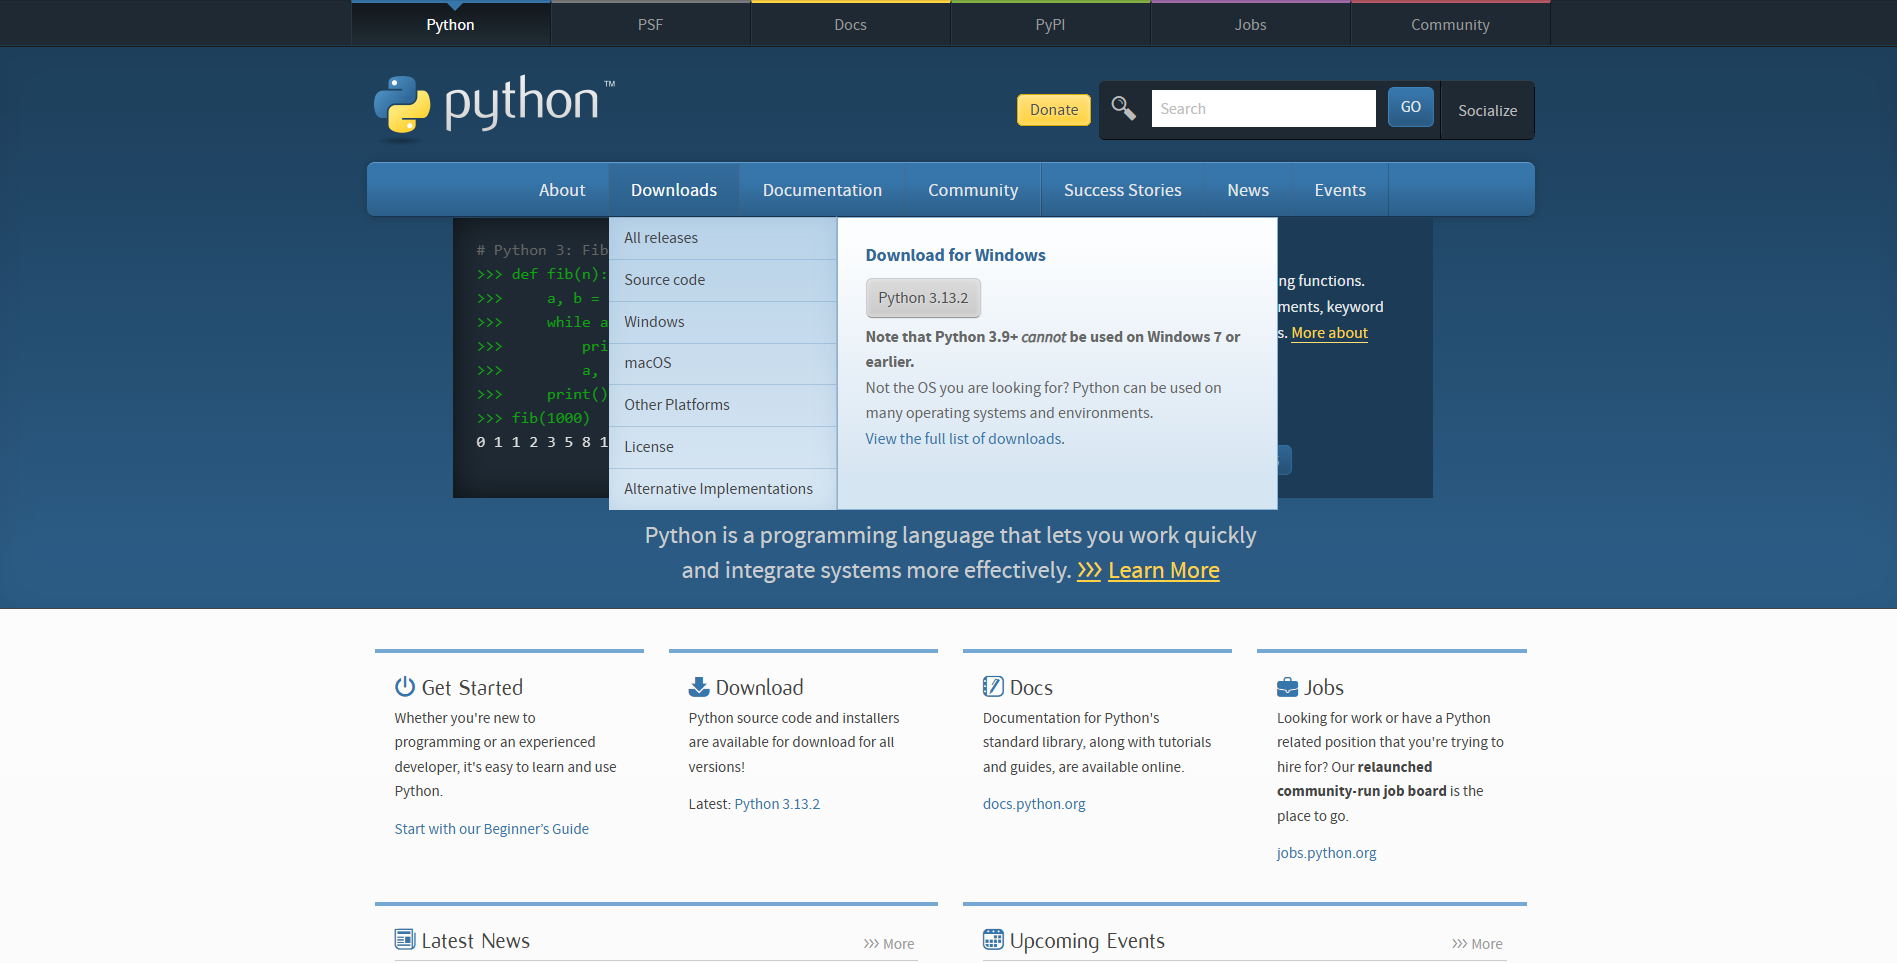 Python
PSF
Docs
PyPI
Jobs
Community
python™
Donate
Search
GO
Socialize
About
Downloads
Documentation
Community
Success Stories
News
Events
# Python 3: Fib
>>> def fib(n):
>>>     a, b =
>>>     while a
>>>         pri
>>>         a,
>>>     print()
>>> fib(1000)
0 1 1 2 3 5 8 1
All releases
Source code
Windows
macOS
Other Platforms
License
Alternative Implementations
Download for Windows
Python 3.13.2
Note that Python 3.9+ cannot be used on Windows 7 or
earlier.
Not the OS you are looking for? Python can be used on
many operating systems and environments.
View the full list of downloads.
ng functions.
ments, keyword
s. More about
Python is a programming language that lets you work quickly
and integrate systems more effectively. >>> Learn More
Get Started
Whether you're new to
programming or an experienced
developer, it's easy to learn and use
Python.
Start with our Beginner’s Guide
Download
Python source code and installers
are available for download for all
versions!
Latest: Python 3.13.2
Docs
Documentation for Python's
standard library, along with tutorials
and guides, are available online.
docs.python.org
Jobs
Looking for work or have a Python
related position that you're trying to
hire for? Our relaunched
community-run job board is the
place to go.
jobs.python.org
Latest News
>>> More
Upcoming Events
>>> More